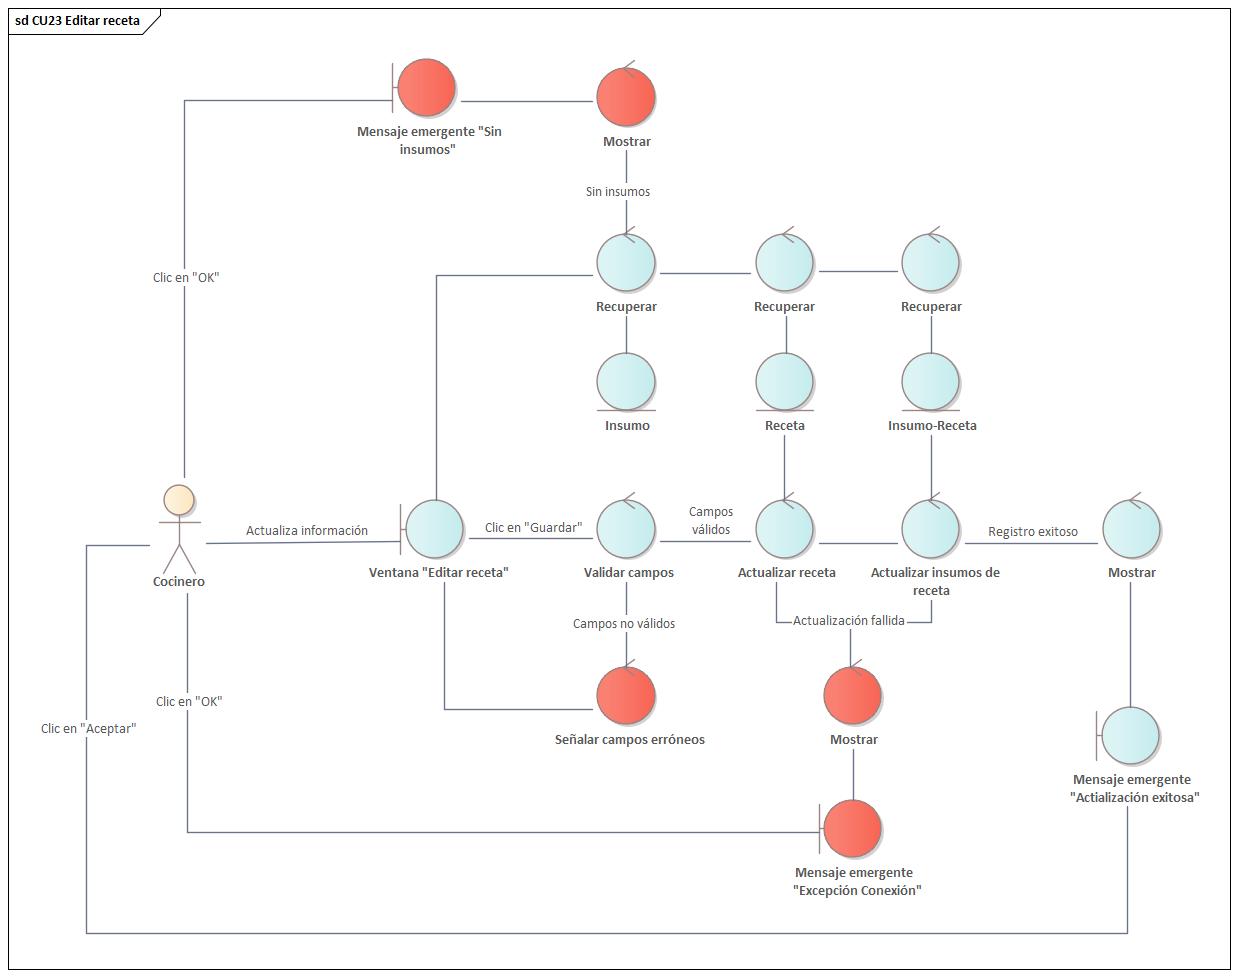 sd CU23 Editar receta
Mensaje emergente "Sin
insumos"
Mostrar
Sin insumos
Clic en "OK"
Recuperar
Recuperar
Recuperar
Insumo
Receta
Insumo-Receta
Actualiza información
Clic en "Guardar"
Campos
válidos
Registro exitoso
Cocinero
Ventana "Editar receta"
Validar campos
Actualizar receta
Actualizar insumos de
receta
Mostrar
Campos no válidos
Actualización fallida
Clic en "OK"
Clic en "Aceptar"
Señalar campos erróneos
Mostrar
Mensaje emergente
"Actialización exitosa"
Mensaje emergente
"Excepción Conexión"